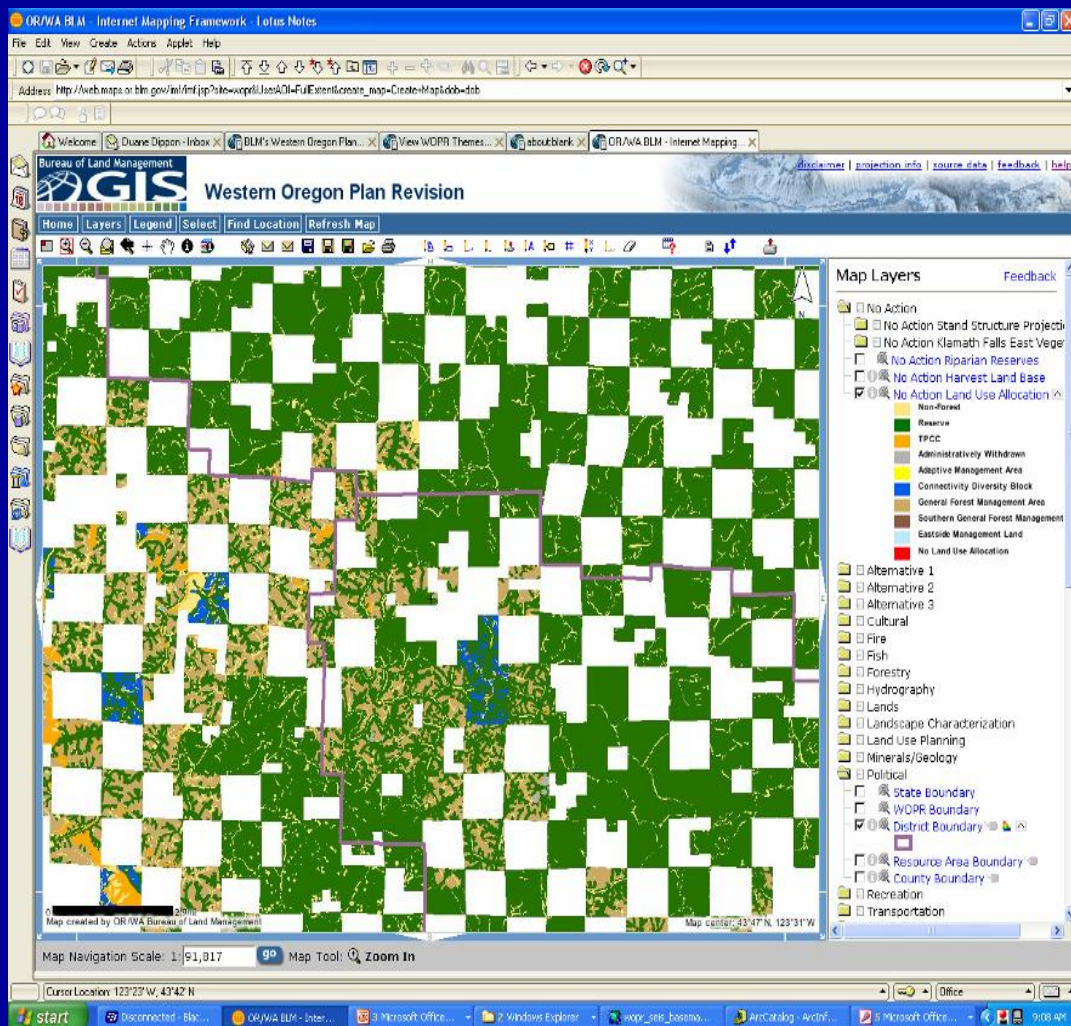 OR/WA BLM - Internet Mapping Framework - Lotus Notes
File Edit View Create Actions Applet Help
Address http://web.maps.or.blm.gov/imf/imf.jsp?site=wopr&UserAOI=FullExtent&create_map=Create+Map&dob=dob
Welcome Duane Dippon - Inbox BLM's Western Oregon Plan... View WOPR Themes... about:blank OR/WA BLM - Internet Mapping...
Bureau of Land Management
GIS
Western Oregon Plan Revision
disclaimer | projection info | source data | feedback | help
Home Layers Legend Select Find Location Refresh Map
Map Layers Feedback
No Action
No Action Stand Structure Projecti
No Action Klamath Falls East Veget
No Action Riparian Reserves
No Action Harvest Land Base
No Action Land Use Allocation
Non-Forest
Reserve
TPCC
Administratively Withdrawn
Adaptive Management Area
Connectivity Diversity Block
General Forest Management Area
Southern General Forest Management
Eastside Management Land
No Land Use Allocation
Alternative 1
Alternative 2
Alternative 3
Cultural
Fire
Fish
Forestry
Hydrography
Lands
Landscape Characterization
Land Use Planning
Minerals/Geology
Political
State Boundary
WOPR Boundary
District Boundary
Resource Area Boundary
County Boundary
Recreation
Transportation
N
Map created by OR/WA Bureau of Land Management
Map center: 43°47' N, 123°31' W
Map Navigation Scale: 1: 91,817 go Map Tool: Zoom In
Cursor Location: 123°23' W, 43°42' N
Office
start Disconnected - Blac... OR/WA BLM - Inter... 3 Microsoft Office... 2 Windows Explorer wopr_seis_basema... ArcCatalog - ArcInf... 5 Microsoft Office... 9:08 AM